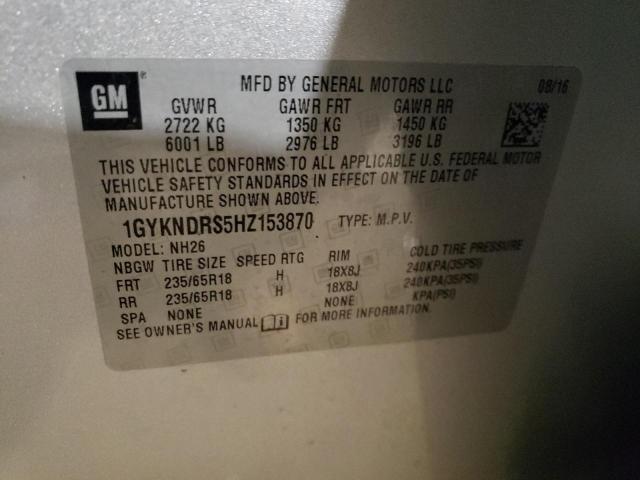 GM
MFD BY GENERAL MOTORS LLC 08/16
GVWR GAWR FRT GAWR RR
2722 KG 1350 KG 1450 KG
6001 LB 2976 LB 3196 LB
THIS VEHICLE CONFORMS TO ALL APPLICABLE U.S. FEDERAL MOTOR
VEHICLE SAFETY STANDARDS IN EFFECT ON THE DATE OF
MANUFACTURE SHOWN ABOVE.
1GYKNDRS5HZ153870 TYPE: M.P.V.
MODEL: NH26
NBGW TIRE SIZE SPEED RTG RIM COLD TIRE PRESSURE
FRT 235/65R18 H 18X8J 240KPA(35PSI)
RR 235/65R18 H 18X8J 240KPA(35PSI)
SPA NONE NONE KPA(PSI)
SEE OWNER'S MANUAL FOR MORE INFORMATION.